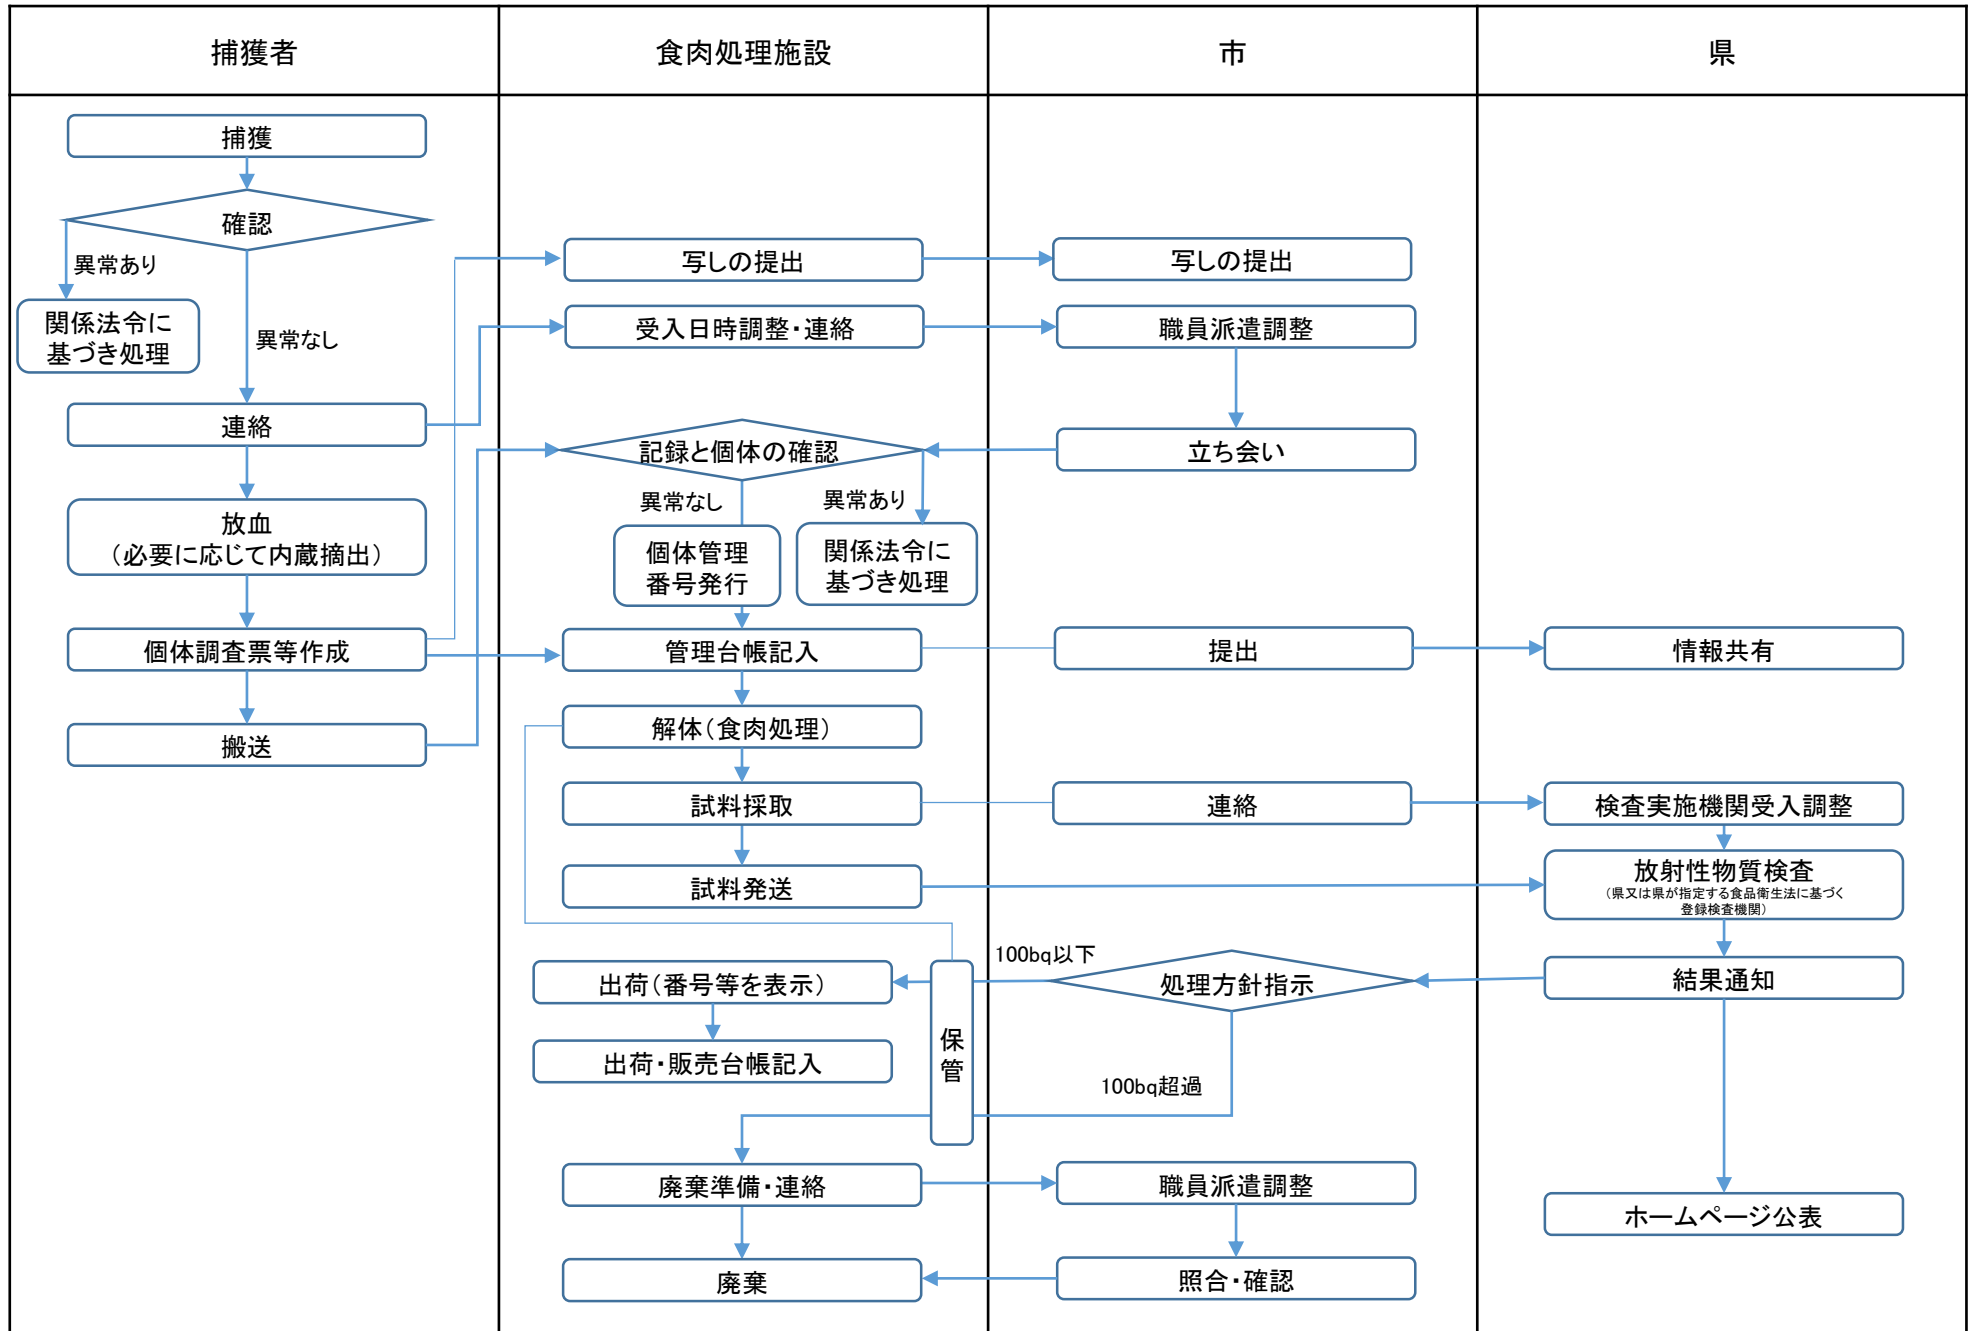 捕獲者
食肉処理施設
市
県
捕獲
確認
異常あり
関係法令に
基づき処理
異常なし
連絡
放血
（必要に応じて内蔵摘出）
個体調査票等作成
搬送
写しの提出
受入日時調整・連絡
記録と個体の確認
異常なし
異常あり
個体管理
番号発行
関係法令に
基づき処理
管理台帳記入
解体（食肉処理）
試料採取
試料発送
出荷（番号等を表示）
出荷・販売台帳記入
保
管
廃棄準備・連絡
廃棄
写しの提出
職員派遣調整
立ち会い
提出
連絡
100bq以下
処理方針指示
100bq超過
職員派遣調整
照合・確認
情報共有
検査実施機関受入調整
放射性物質検査
（県又は県が指定する食品衛生法に基づく
登録検査機関）
結果通知
ホームページ公表